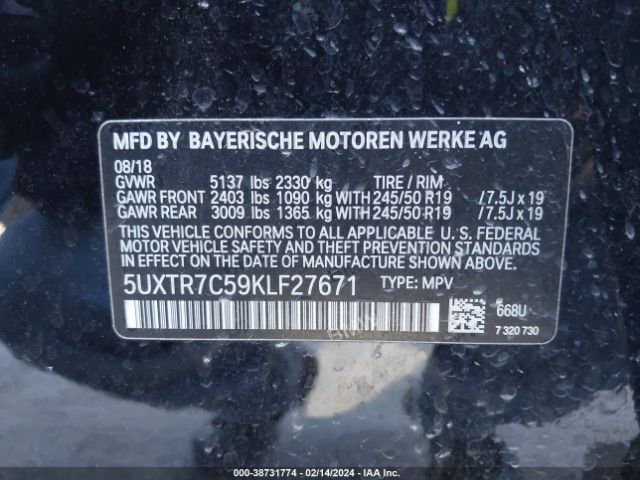 MFD BY BAYERISCHE MOTOREN WERKE AG
08/18
GVWR 5137 lbs 2330 kg TIRE / RIM
GAWR FRONT 2403 lbs 1090 kg WITH 245/50 R19 /7.5J x 19
GAWR REAR 3009 lbs 1365 kg WITH 245/50 R19 /7.5J x 19
THIS VEHICLE CONFORMS TO ALL APPLICABLE U. S. FEDERAL
MOTOR VEHICLE SAFETY AND THEFT PREVENTION STANDARDS
IN EFFECT ON THE DATE OF MANUFACTURE SHOWN ABOVE.
5UXTR7C59KLF27671 TYPE: MPV
668U
7 320 730
000-38731774 - 02/14/2024 - IAA Inc.